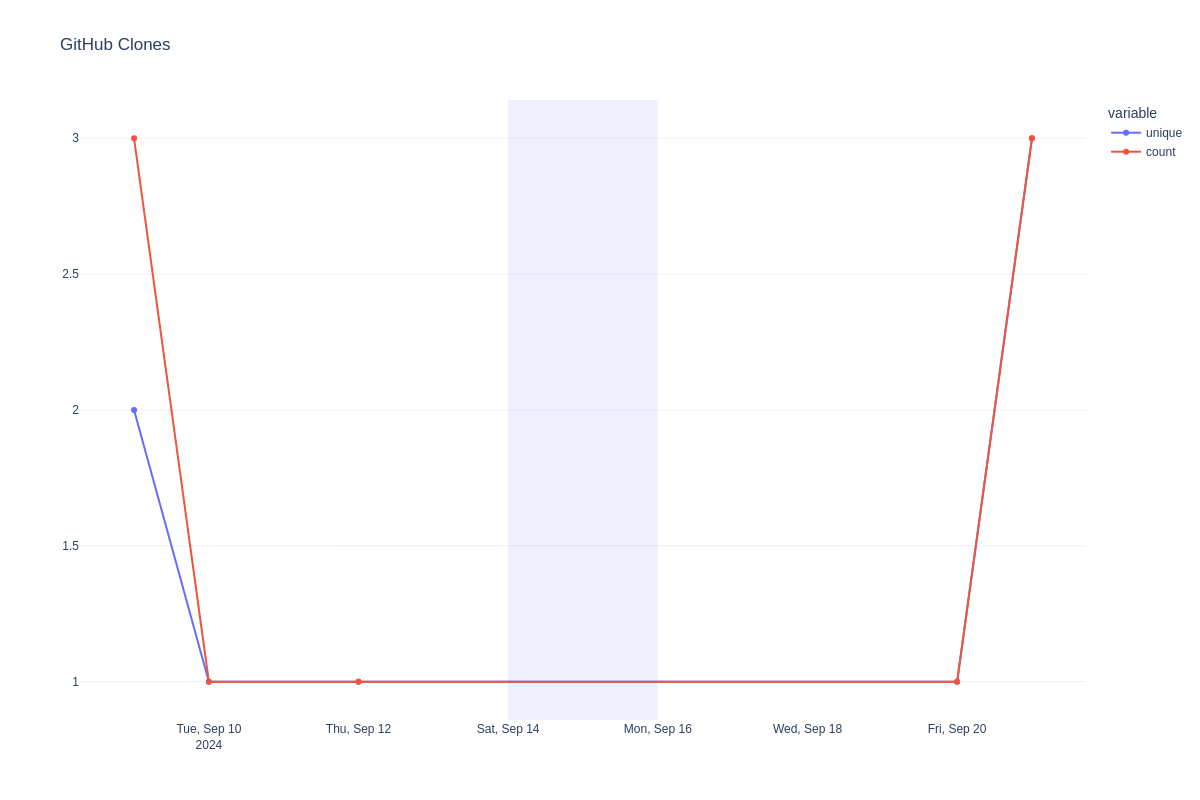 GitHub Clones
variable
unique
count
3
2.5
2
1.5
1
Tue, Sep 10
2024
Thu, Sep 12
Sat, Sep 14
Mon, Sep 16
Wed, Sep 18
Fri, Sep 20